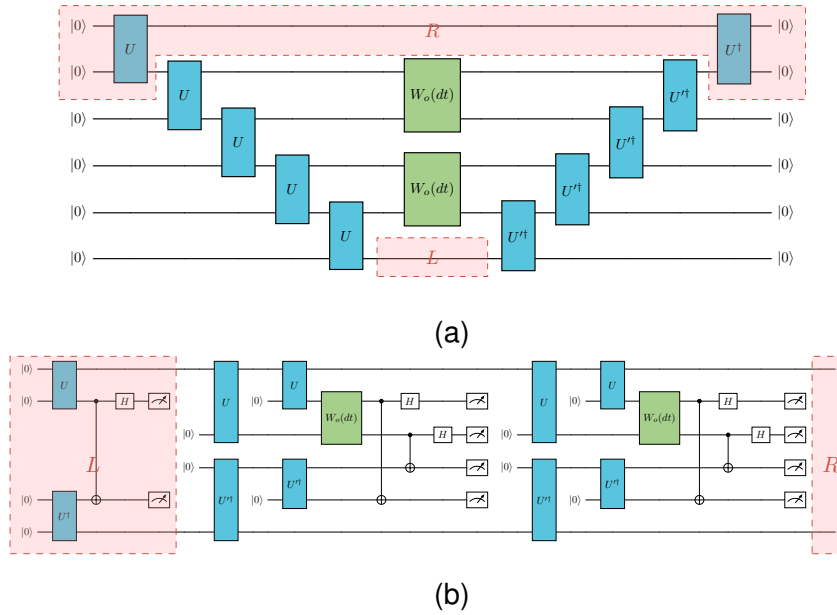 |0⟩ U R U† |0⟩
|0⟩ |0⟩
|0⟩ U W_o(dt) U′† |0⟩
|0⟩ U U′† |0⟩
|0⟩ U W_o(dt) U′† |0⟩
|0⟩ U U′† |0⟩
|0⟩ L |0⟩
(a)
|0⟩ U U U U U
|0⟩ H |0⟩ W_o(dt) H |0⟩ W_o(dt) H
|0⟩ H |0⟩ H
L R
|0⟩ U′† U′† |0⟩ U′† U′†
|0⟩ U† |0⟩ |0⟩
|0⟩
(b)